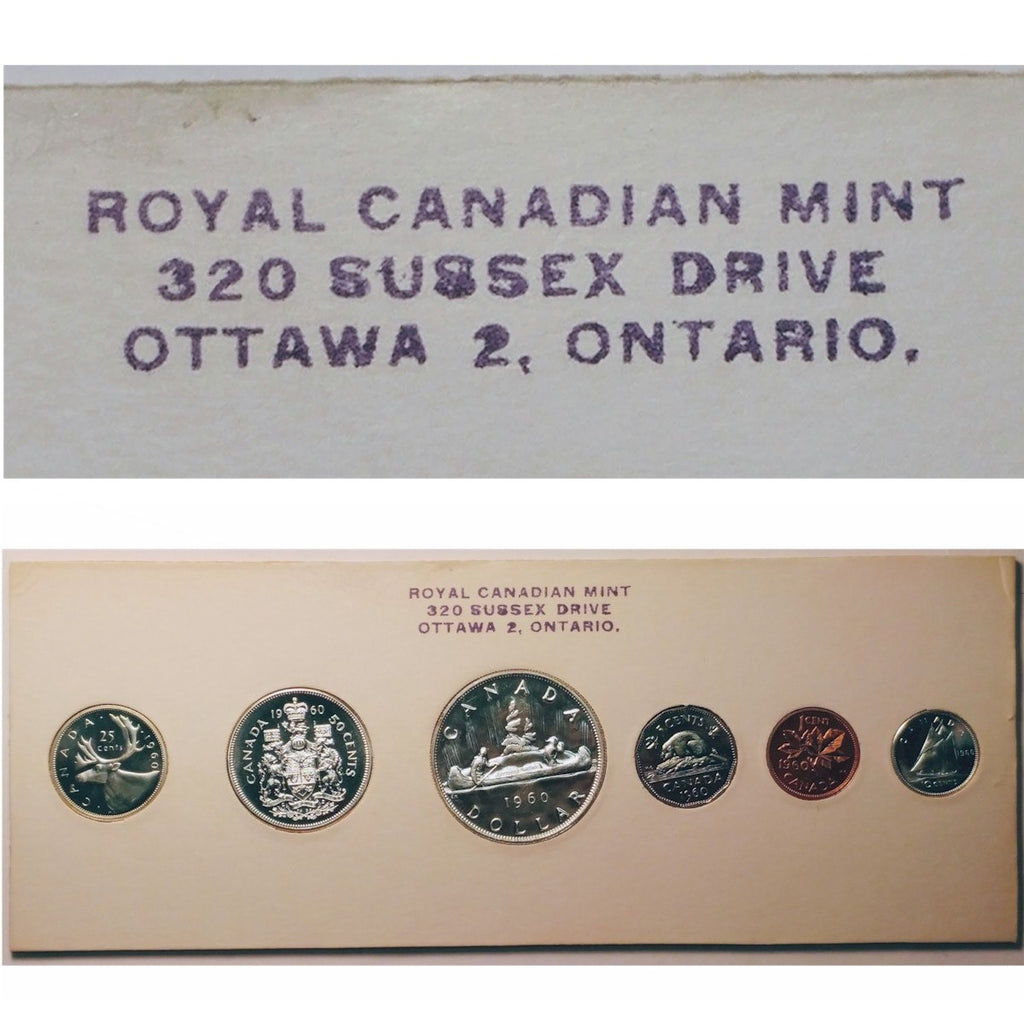 ROYAL CANADIAN MINT
320 SUSSEX DRIVE
OTTAWA 2, ONTARIO.
ROYAL CANADIAN MINT
320 SUSSEX DRIVE
OTTAWA 2, ONTARIO.
CANADA 25 cents 1960
CANADA 1960 50 CENTS
CANADA 1960 DOLLAR
5 CENTS CANADA 1960
1 CENT 1960 CANADA
1960